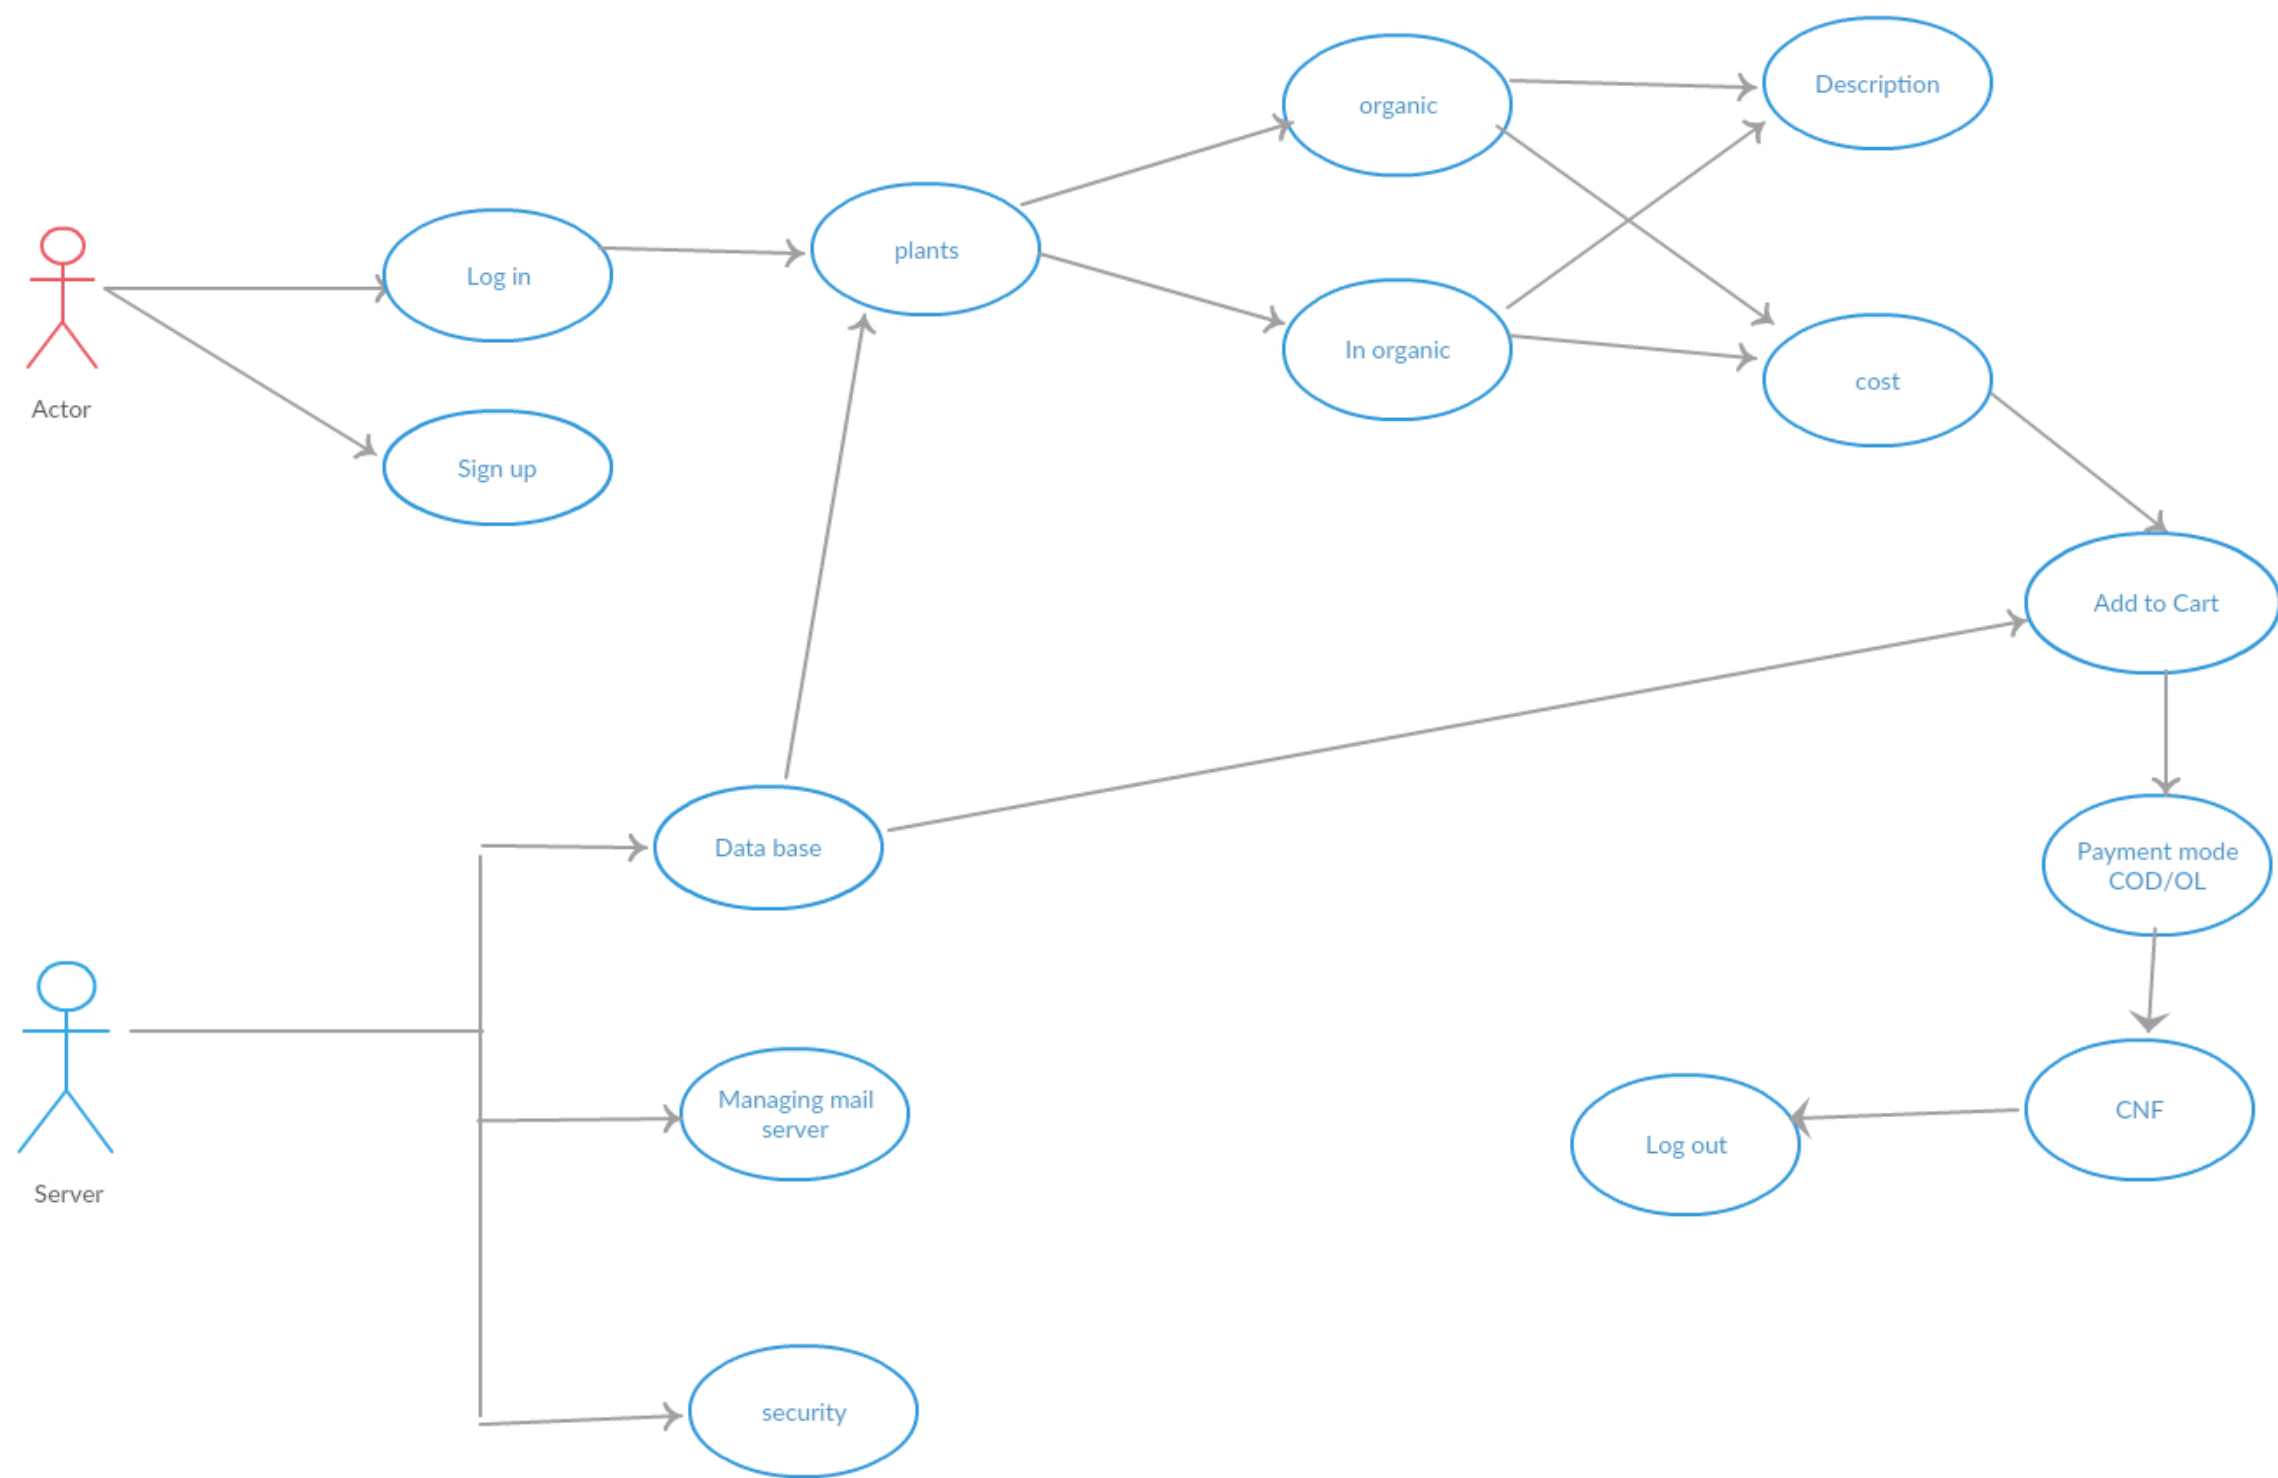 Description
organic
plants
Log in
In organic
cost
Actor
Sign up
Add to Cart
Data base
Payment mode
COD/OL
Managing mail
server
CNF
Log out
Server
security